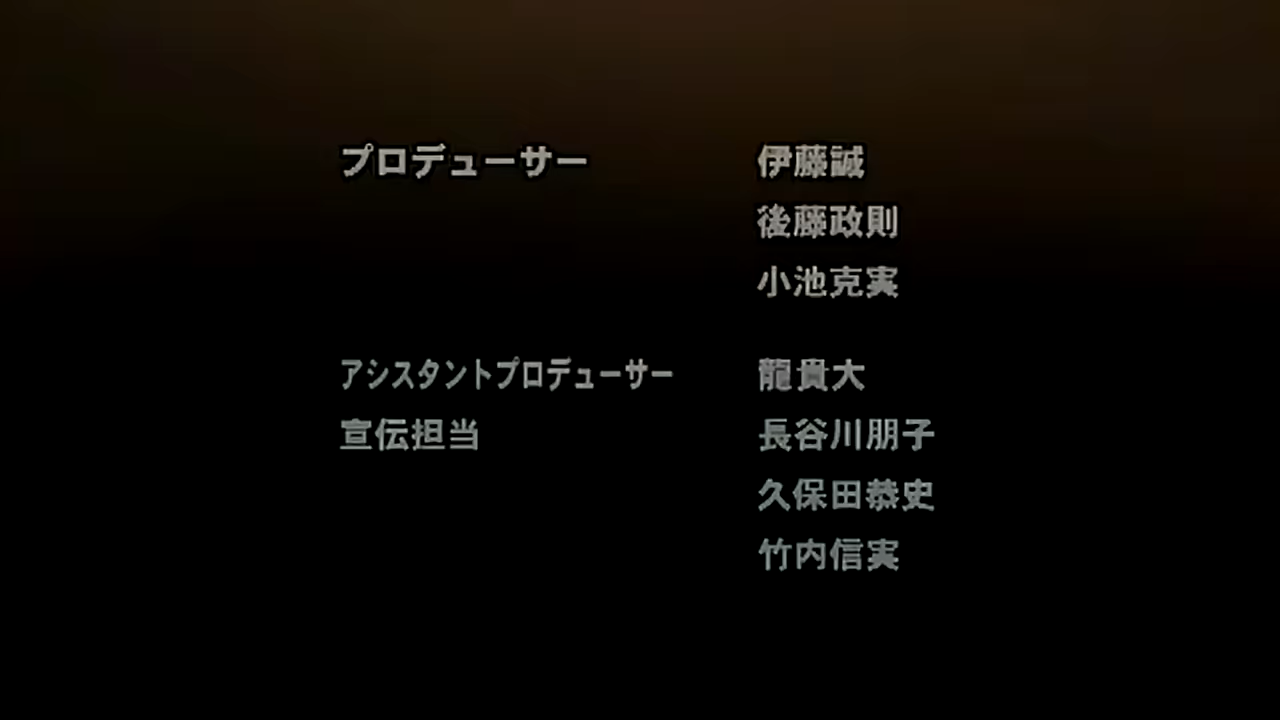 プロデューサー 伊藤誠
後藤政則
小池克実
アシスタントプロデューサー 龍貴大
宣伝担当 長谷川朋子
久保田恭史
竹内信実